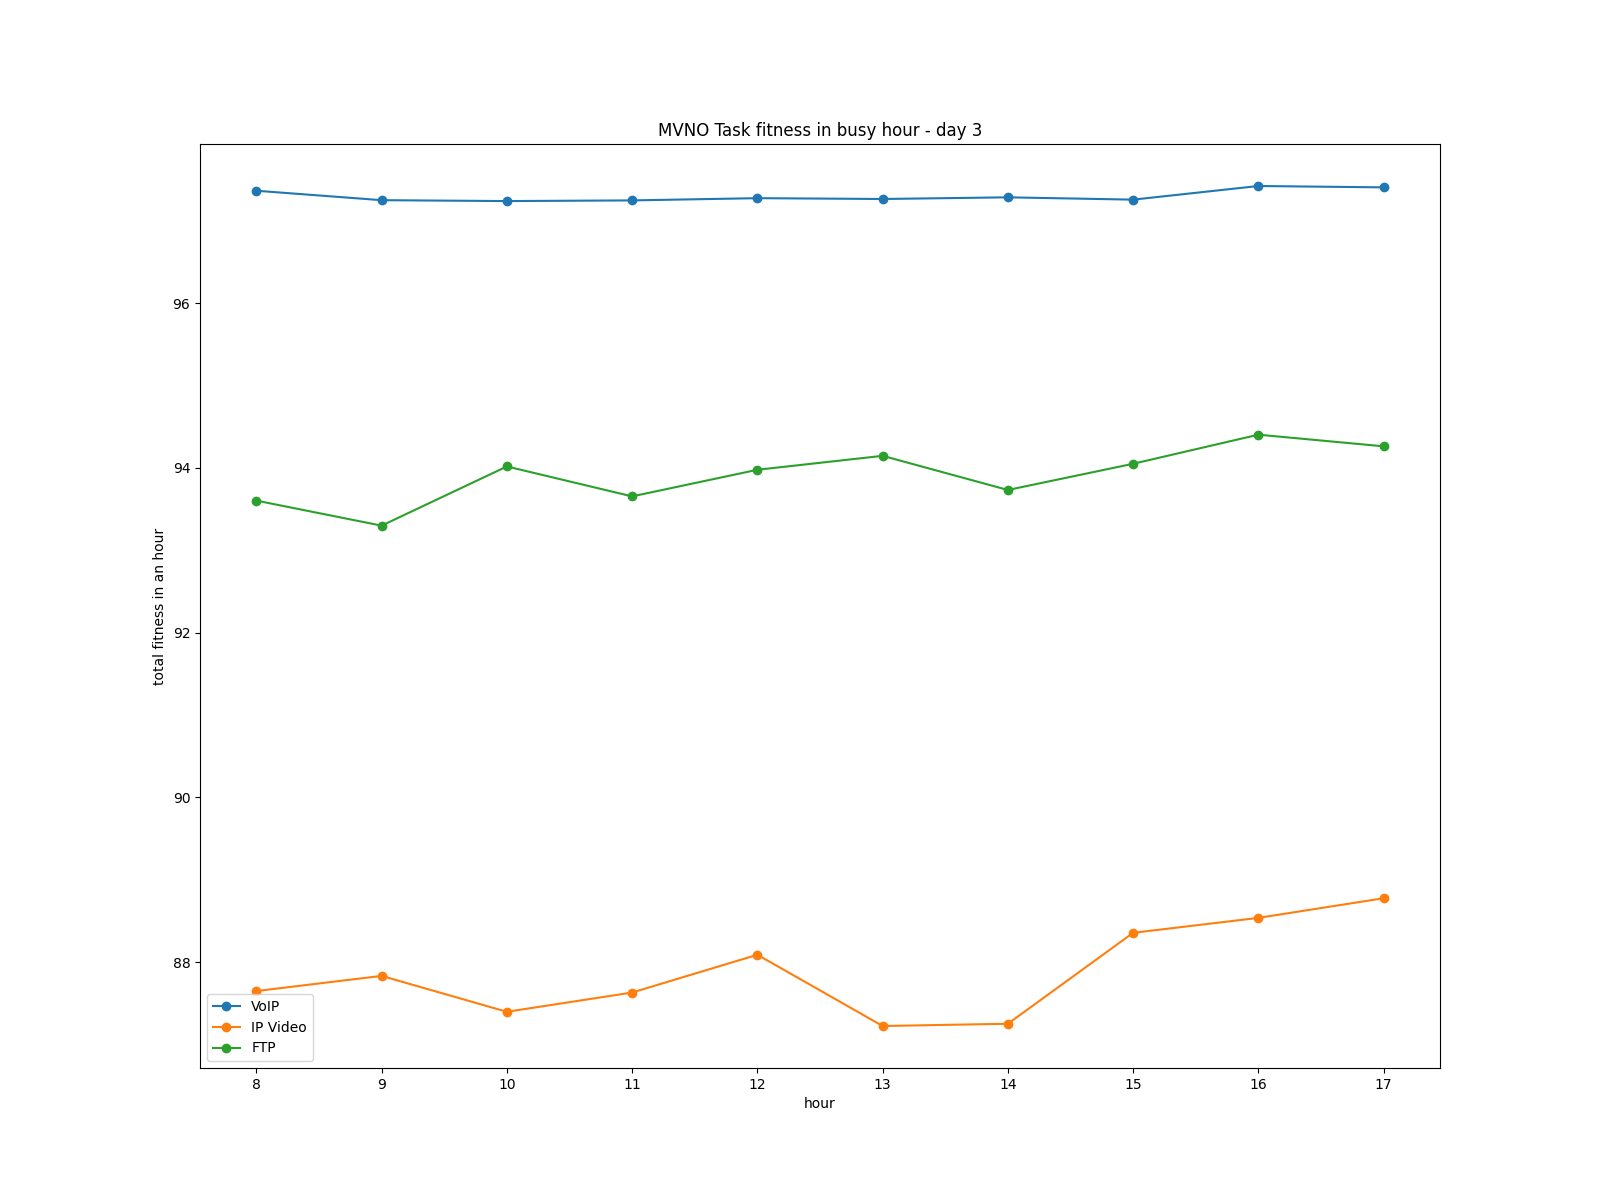 MVNO Task fitness in busy hour - day 3
total fitness in an hour
96
94
92
90
88
VoIP
IP Video
FTP
8 9 10 11 12 13 14 15 16 17
hour